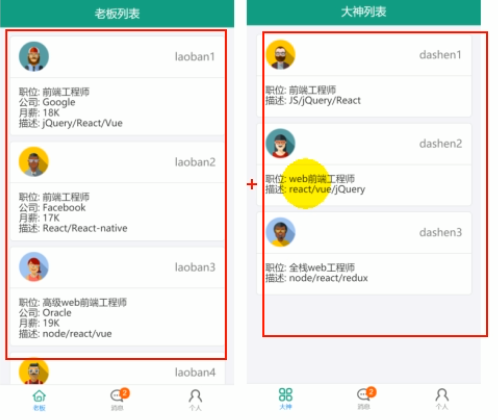 老板列表
laoban1
职位: 前端工程师
公司: Google
月薪: 18K
描述: jQuery/React/Vue
laoban2
职位: 前端工程师
公司: Facebook
月薪: 17K
描述: React/React-native
laoban3
职位: 高级web前端工程师
公司: Oracle
月薪: 19K
描述: node/react/vue
laoban4
2
老板
消息
个人
大神列表
dashen1
职位: 前端工程师
描述: JS/jQuery/React
dashen2
职位: web前端工程师
描述: react/vue/jQuery
dashen3
职位: 全栈web工程师
描述: node/react/redux
大神
消息
个人